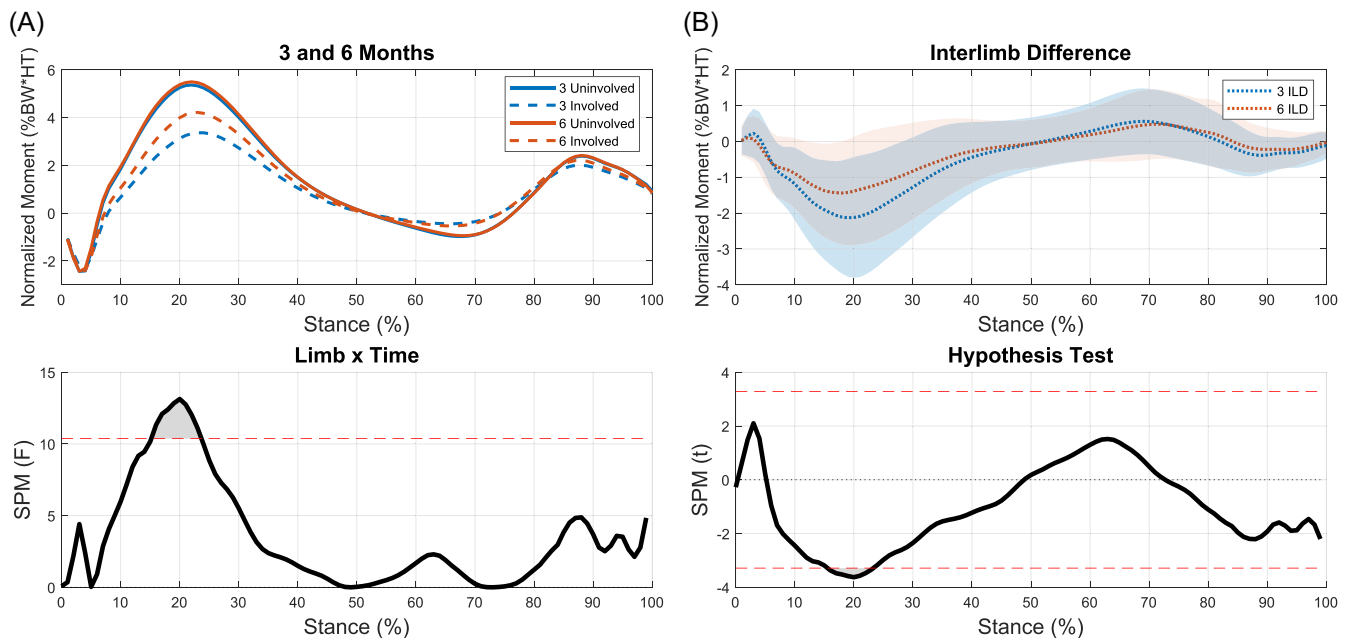 (A)
3 and 6 Months
Normalized Moment (%BW*HT)
6
4
2
0
-2
3 Uninvolved
3 Involved
6 Uninvolved
6 Involved
0 10 20 30 40 50 60 70 80 90 100
Stance (%)
(B)
Interlimb Difference
Normalized Moment (%BW*HT)
2
1
0
-1
-2
-3
-4
3 ILD
6 ILD
0 10 20 30 40 50 60 70 80 90 100
Stance (%)
Limb x Time
SPM (F)
15
10
5
0
0 10 20 30 40 50 60 70 80 90 100
Stance (%)
Hypothesis Test
SPM (t)
4
2
0
-2
-4
0 10 20 30 40 50 60 70 80 90 100
Stance (%)